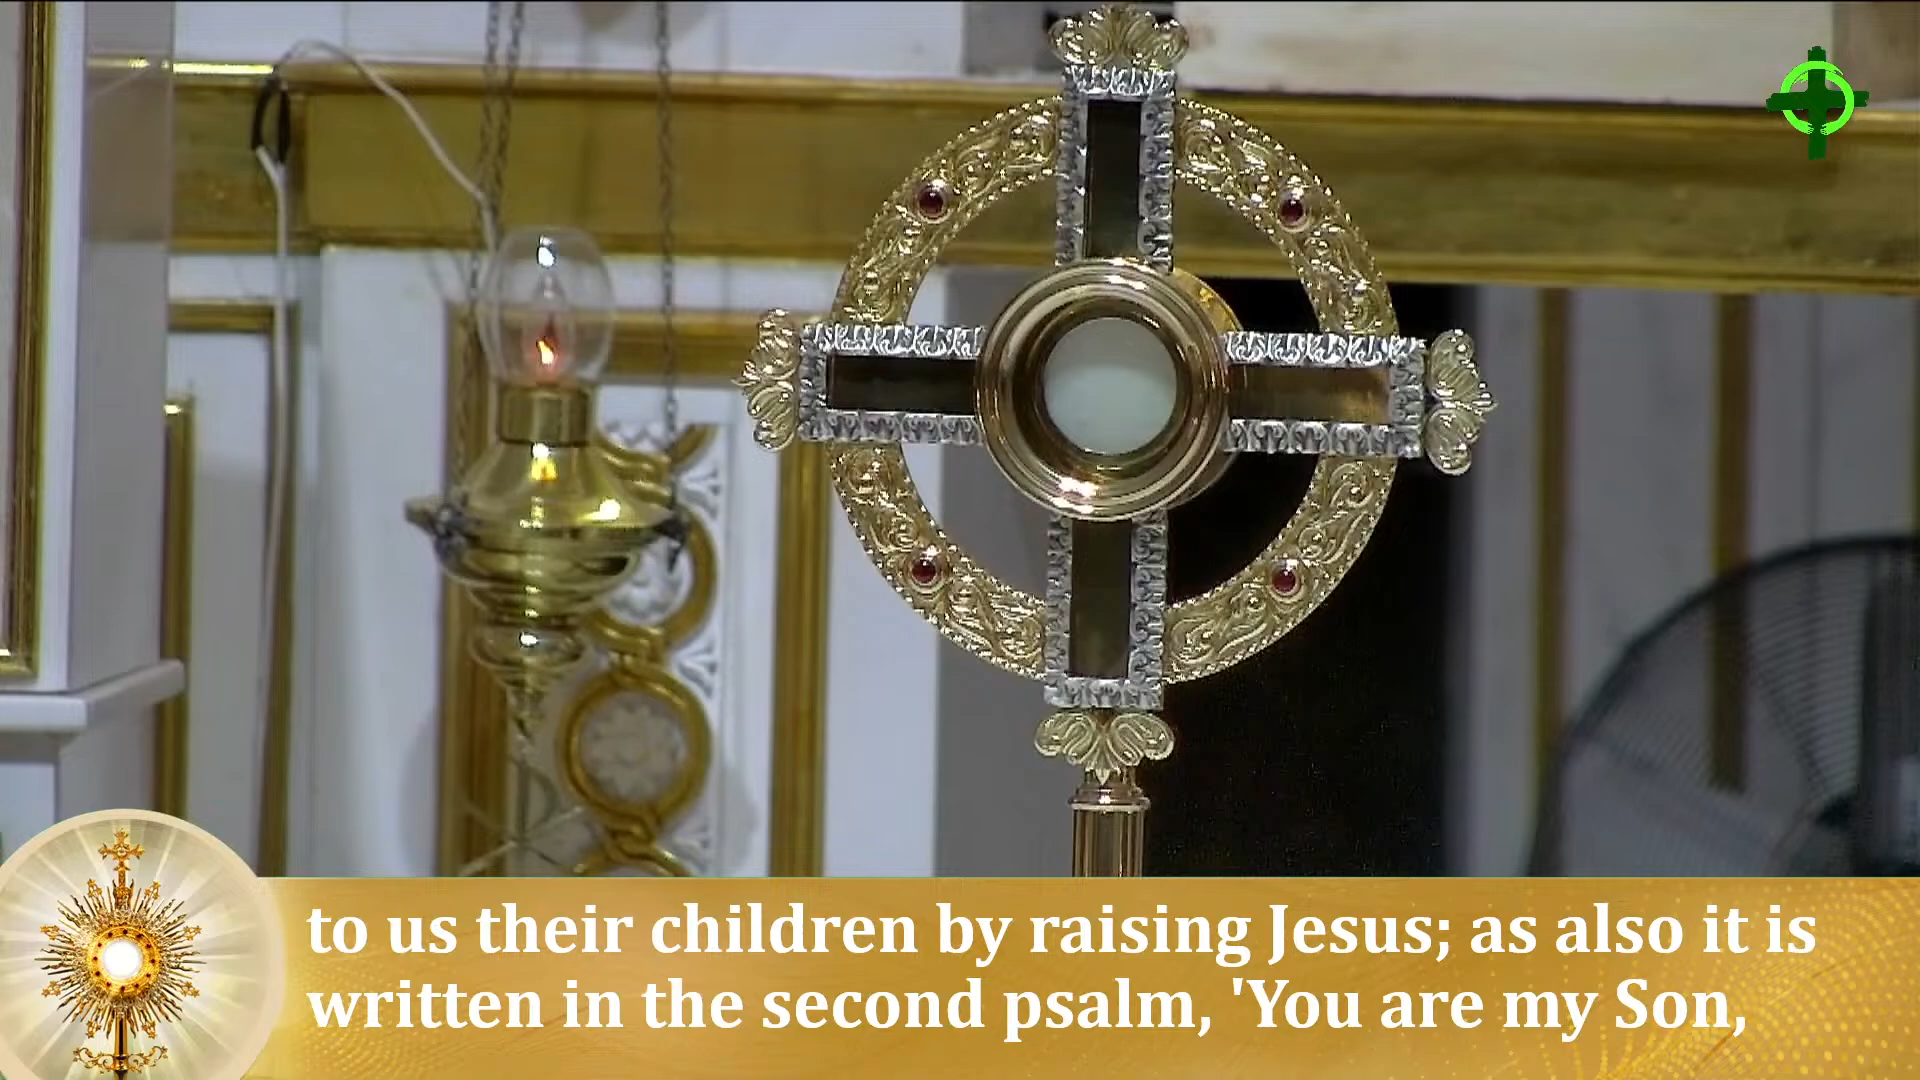 to us their children by raising Jesus; as also it is
written in the second psalm, 'You are my Son,